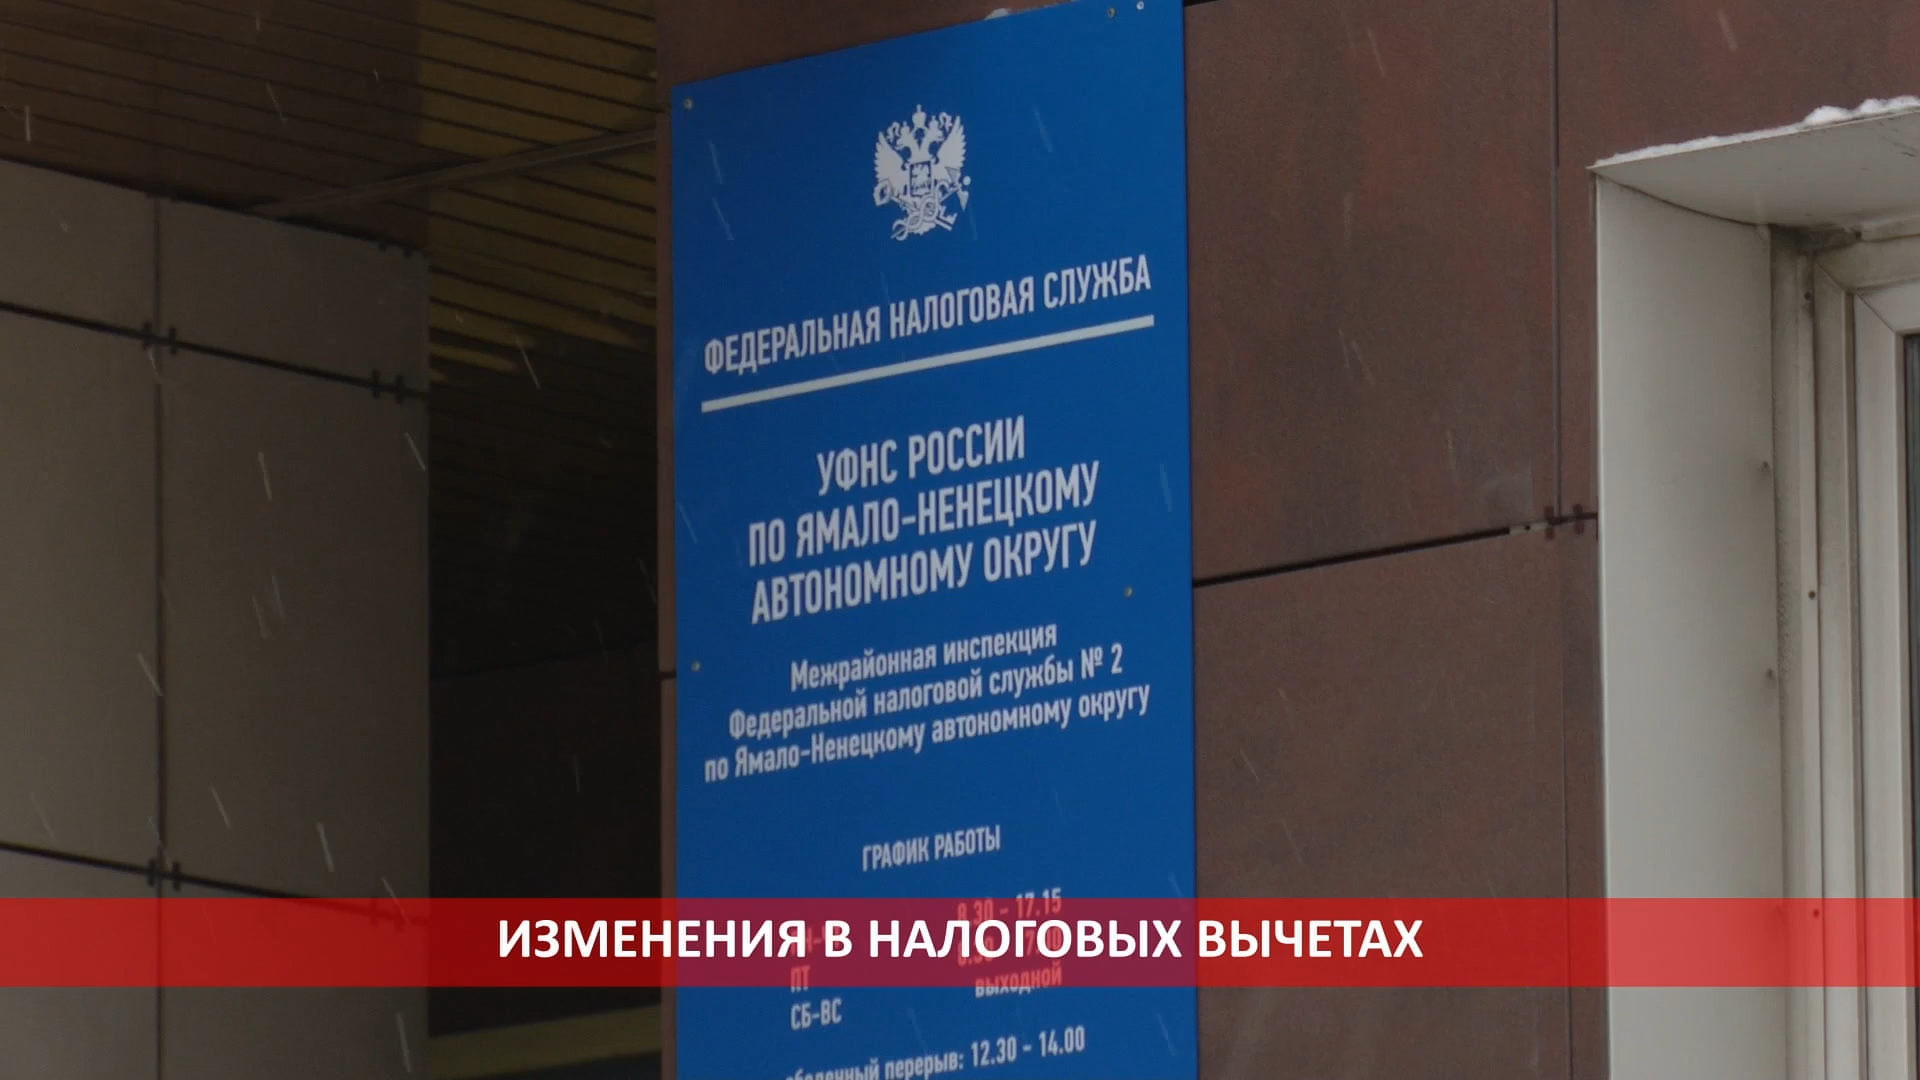 ФЕДЕРАЛЬНАЯ НАЛОГОВАЯ СЛУЖБА
УФНС РОССИИ
ПО ЯМАЛО-НЕНЕЦКОМУ
АВТОНОМНОМУ ОКРУГУ
Межрайонная инспекция
Федеральной налоговой службы № 2
по Ямало-Ненецкому автономному округу
ГРАФИК РАБОТЫ
8.30 - 17.15
ИЗМЕНЕНИЯ В НАЛОГОВЫХ ВЫЧЕТАХ
ПТ
выходной
СБ-ВС
перерыв: 12.30 - 14.00